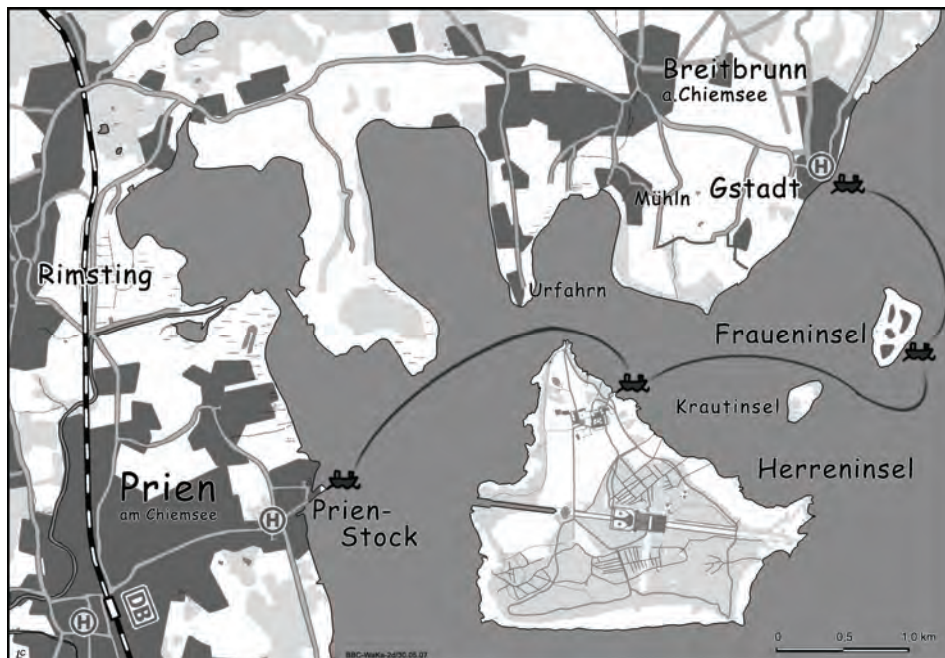 Breitbrunn
a.Chiemsee
H
Gstadt
Mühln
Rimsting
Urfahrn
Fraueninsel
Krautinsel
Herreninsel
Prien
am Chiemsee
H
Prien-
Stock
DB
H
0 0.5 1.0 km